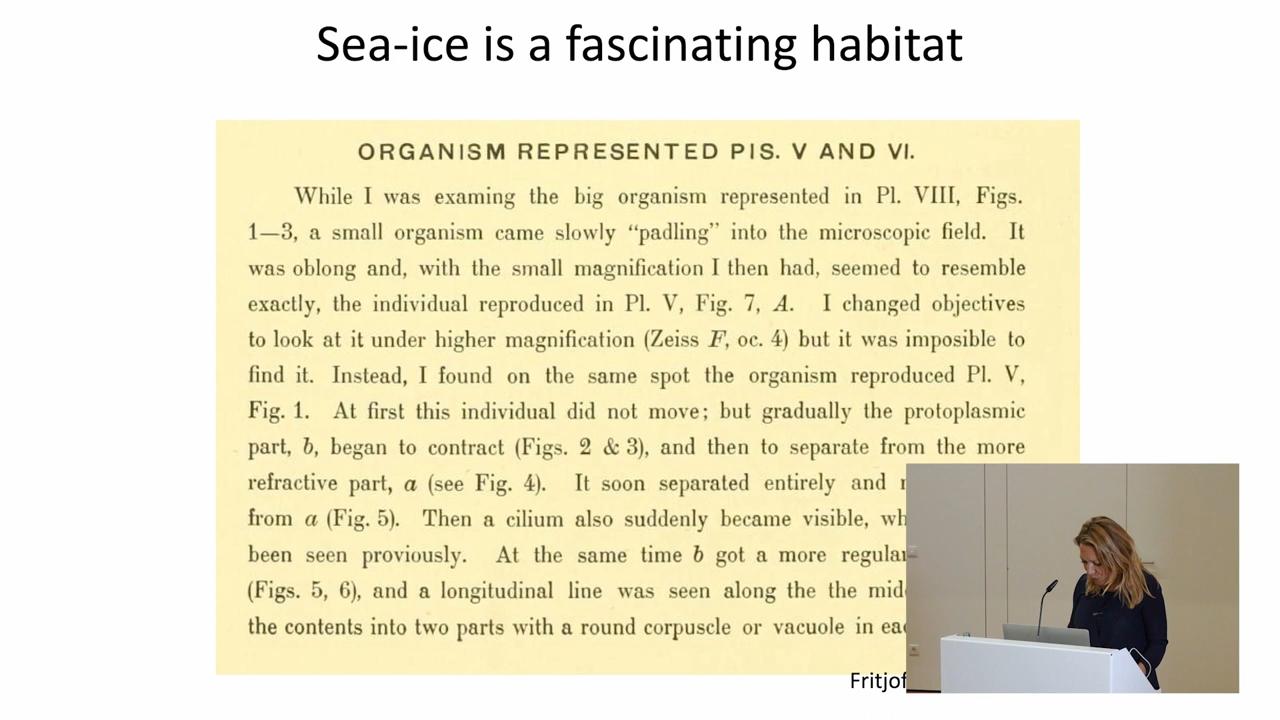 Sea-ice is a fascinating habitat
ORGANISM REPRESENTED PIS. V AND VI.
While I was examining the big organism represented in Pl. VIII, Figs.
1—3, a small organism came slowly “padling” into the microscopic field. It
was oblong and, with the small magnification I then had, seemed to resemble
exactly, the individual reproduced in Pl. V, Fig. 7, A. I changed objectives
to look at it under higher magnification (Zeiss F, oc. 4) but it was imposible to
find it. Instead, I found on the same spot the organism reproduced Pl. V,
Fig. 1. At first this individual did not move; but gradually the protoplasmic
part, b, began to contract (Figs. 2 & 3), and then to separate from the more
refractive part, a (see Fig. 4). It soon separated entirely and
from a (Fig. 5). Then a cilium also suddenly became visible,
been seen proviously. At the same time b got a more regular
(Figs. 5, 6), and a longitudinal line was seen along the the
the contents into two parts with a round corpuscle or vacuole in